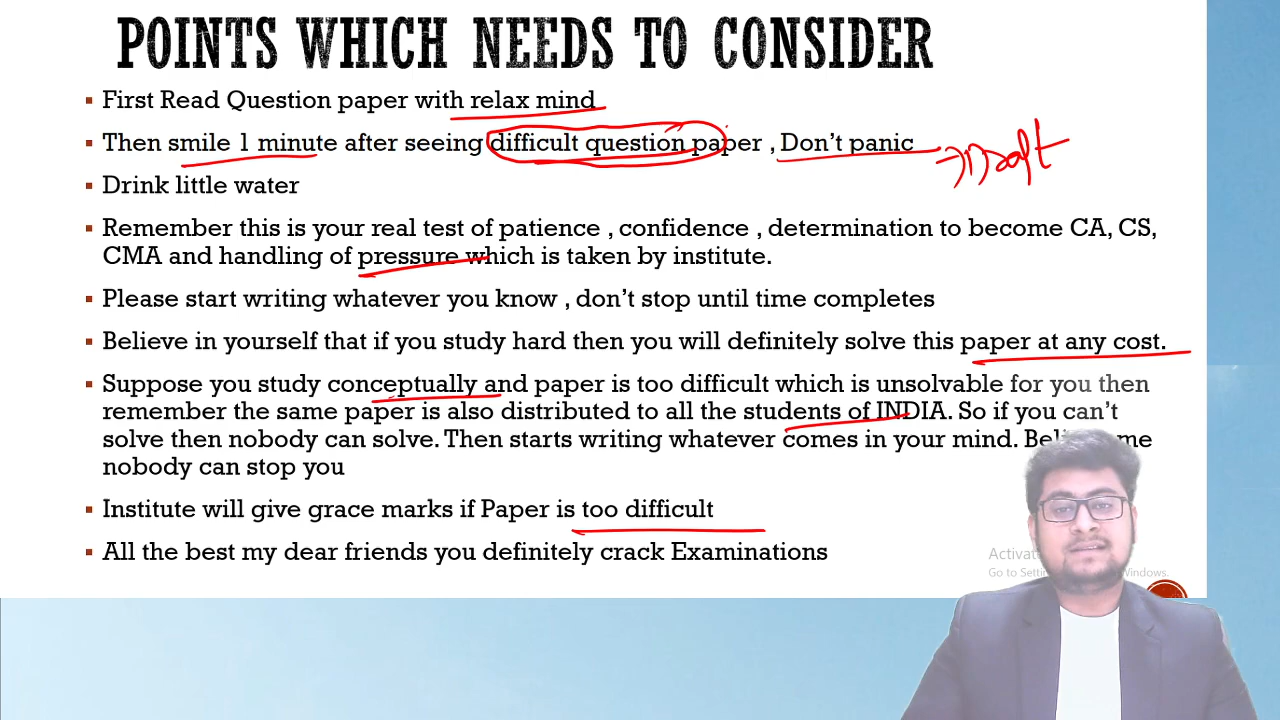 POINTS WHICH NEEDS TO CONSIDER
▪ First Read Question paper with relax mind
▪ Then smile 1 minute after seeing difficult question paper , Don't panic
→ Draft
▪ Drink little water
▪ Remember this is your real test of patience , confidence , determination to become CA, CS,
CMA and handling of pressure which is taken by institute.
▪ Please start writing whatever you know , don't stop until time completes
▪ Believe in yourself that if you study hard then you will definitely solve this paper at any cost.
▪ Suppose you study conceptually and paper is too difficult which is unsolvable for you then
remember the same paper is also distributed to all the students of INDIA. So if you can't
solve then nobody can solve. Then starts writing whatever comes in your mind. me
nobody can stop you
▪ Institute will give grace marks if Paper is too difficult
▪ All the best my dear friends you definitely crack Examinations
Go to Windows.